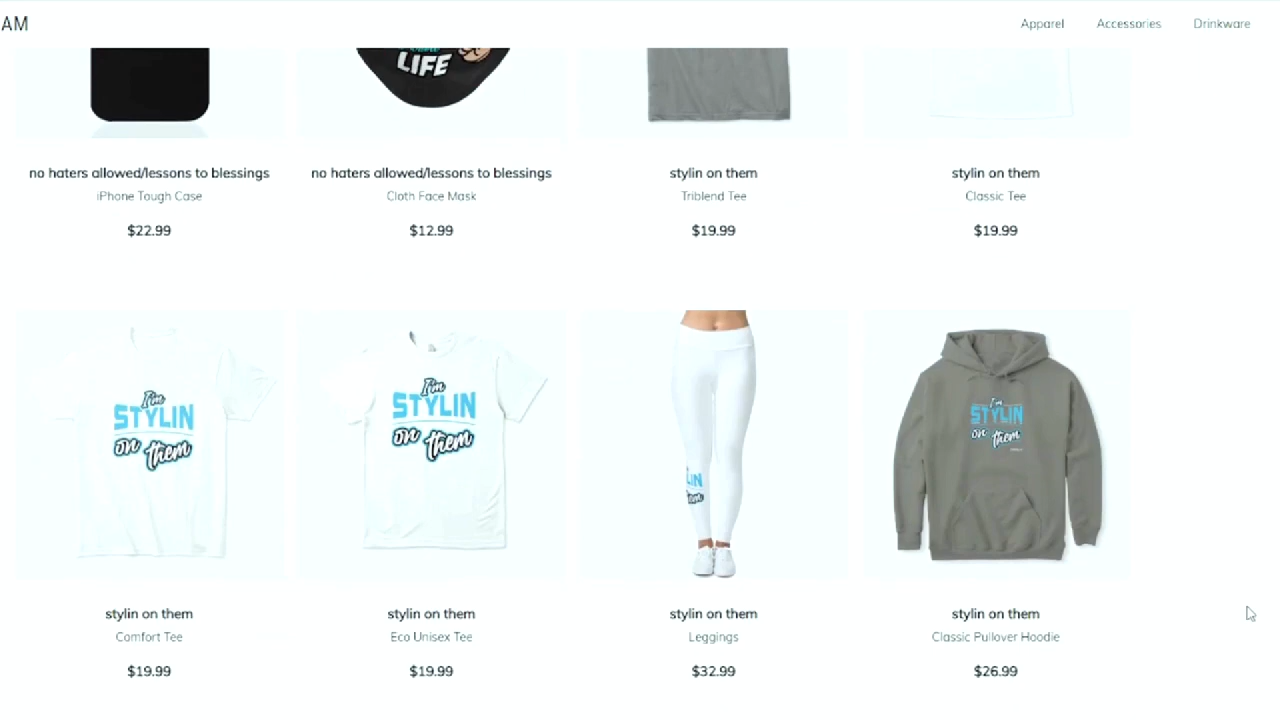 AM
Apparel Accessories Drinkware
LIFE
no haters allowed/lessons to blessings
iPhone Tough Case
$22.99
no haters allowed/lessons to blessings
Cloth Face Mask
$12.99
stylin on them
Triblend Tee
$19.99
stylin on them
Classic Tee
$19.99
I'm
STYLIN
on them
I'm
STYLIN
on them
LIN
em
I'm
STYLIN
on them
stylin on them
Comfort Tee
$19.99
stylin on them
Eco Unisex Tee
$19.99
stylin on them
Leggings
$32.99
stylin on them
Classic Pullover Hoodie
$26.99